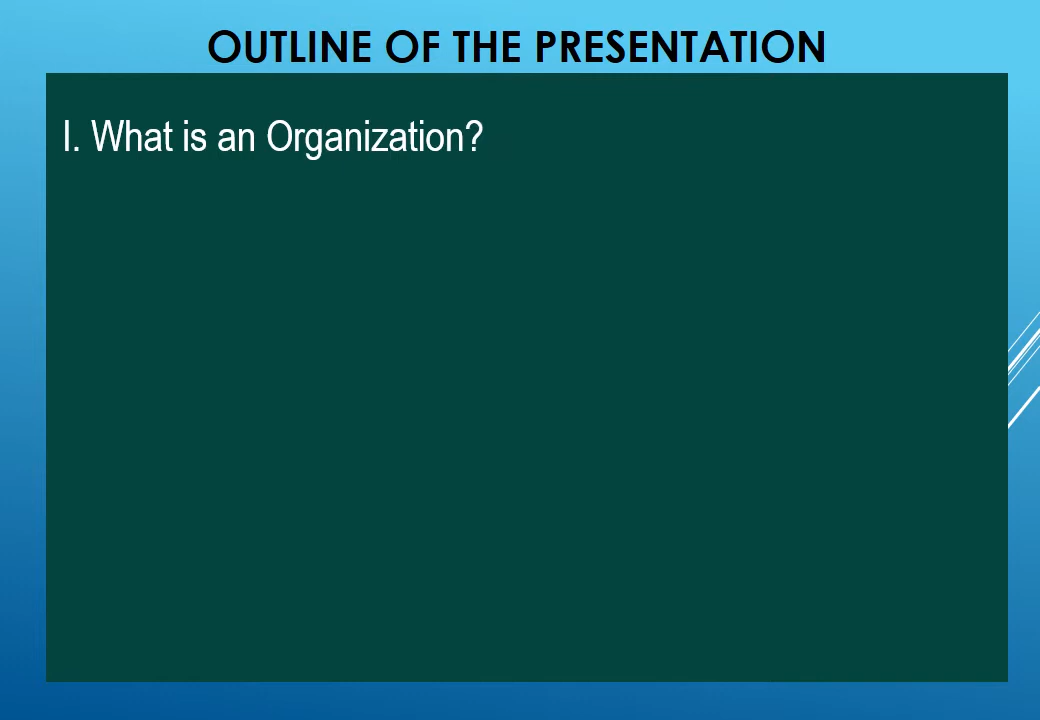 OUTLINE OF THE PRESENTATION
I. What is an Organization?